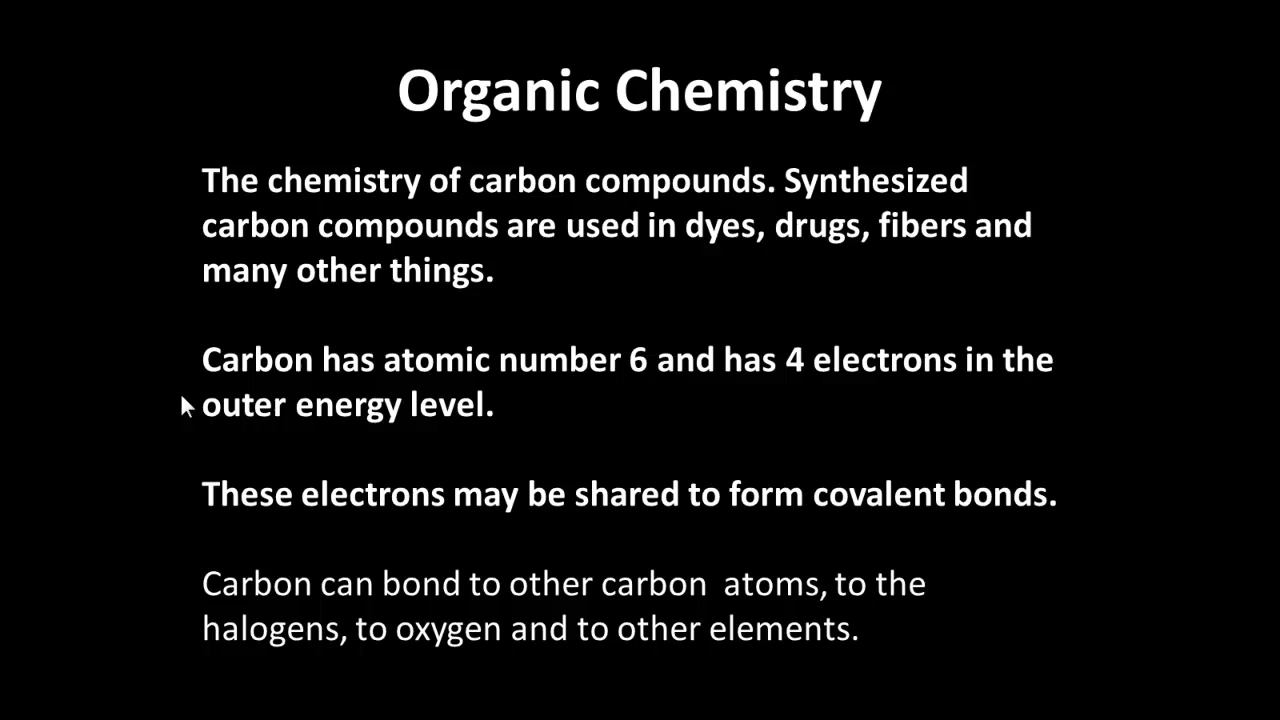 Organic Chemistry
The chemistry of carbon compounds. Synthesized
carbon compounds are used in dyes, drugs, fibers and
many other things.
Carbon has atomic number 6 and has 4 electrons in the
outer energy level.
These electrons may be shared to form covalent bonds.
Carbon can bond to other carbon  atoms, to the
halogens, to oxygen and to other elements.